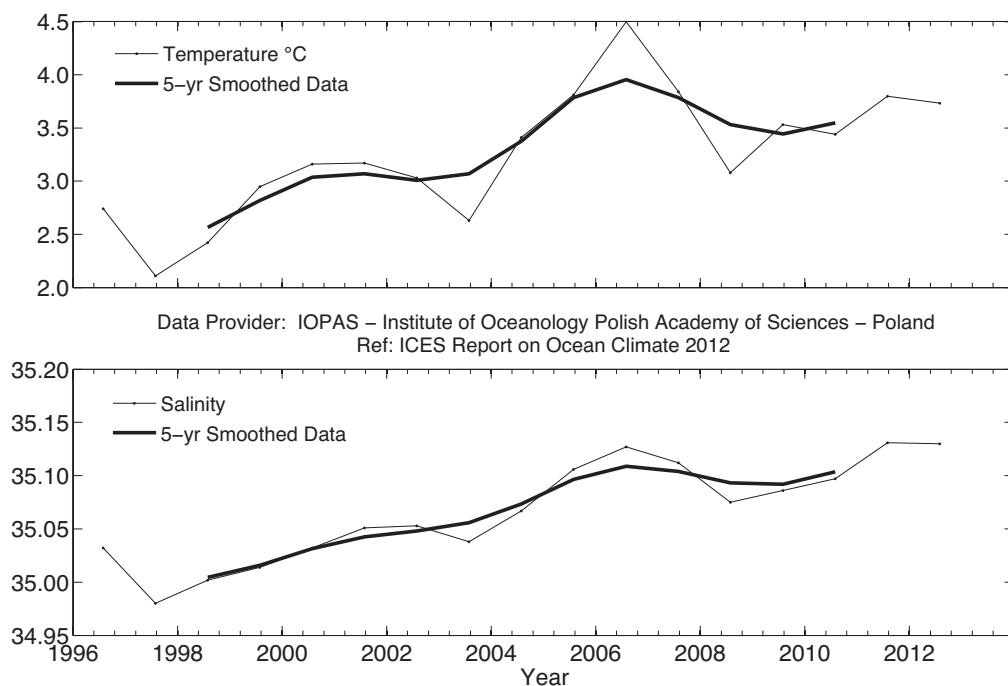 4.5
4.0
3.5
3.0
2.5
2.0
Temperature °C
5−yr Smoothed Data
Data Provider: IOPAS − Institute of Oceanology Polish Academy of Sciences − Poland
Ref: ICES Report on Ocean Climate 2012
35.20
35.15
35.10
35.05
35.00
34.95
Salinity
5−yr Smoothed Data
1996 1998 2000 2002 2004 2006 2008 2010 2012
Year